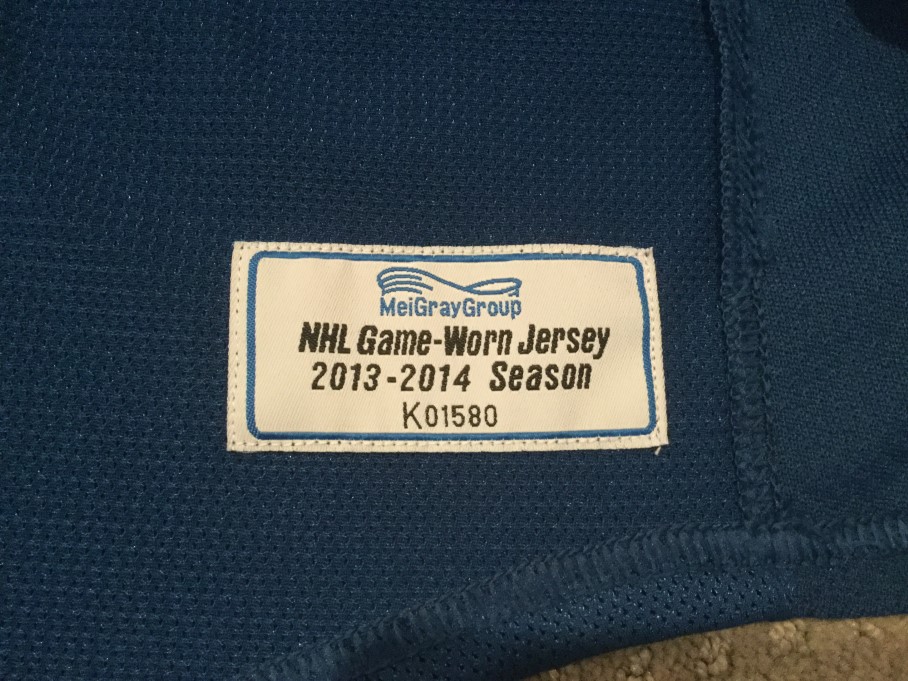 MeiGrayGroup
NHL Game-Worn Jersey
2013-2014 Season
K01580